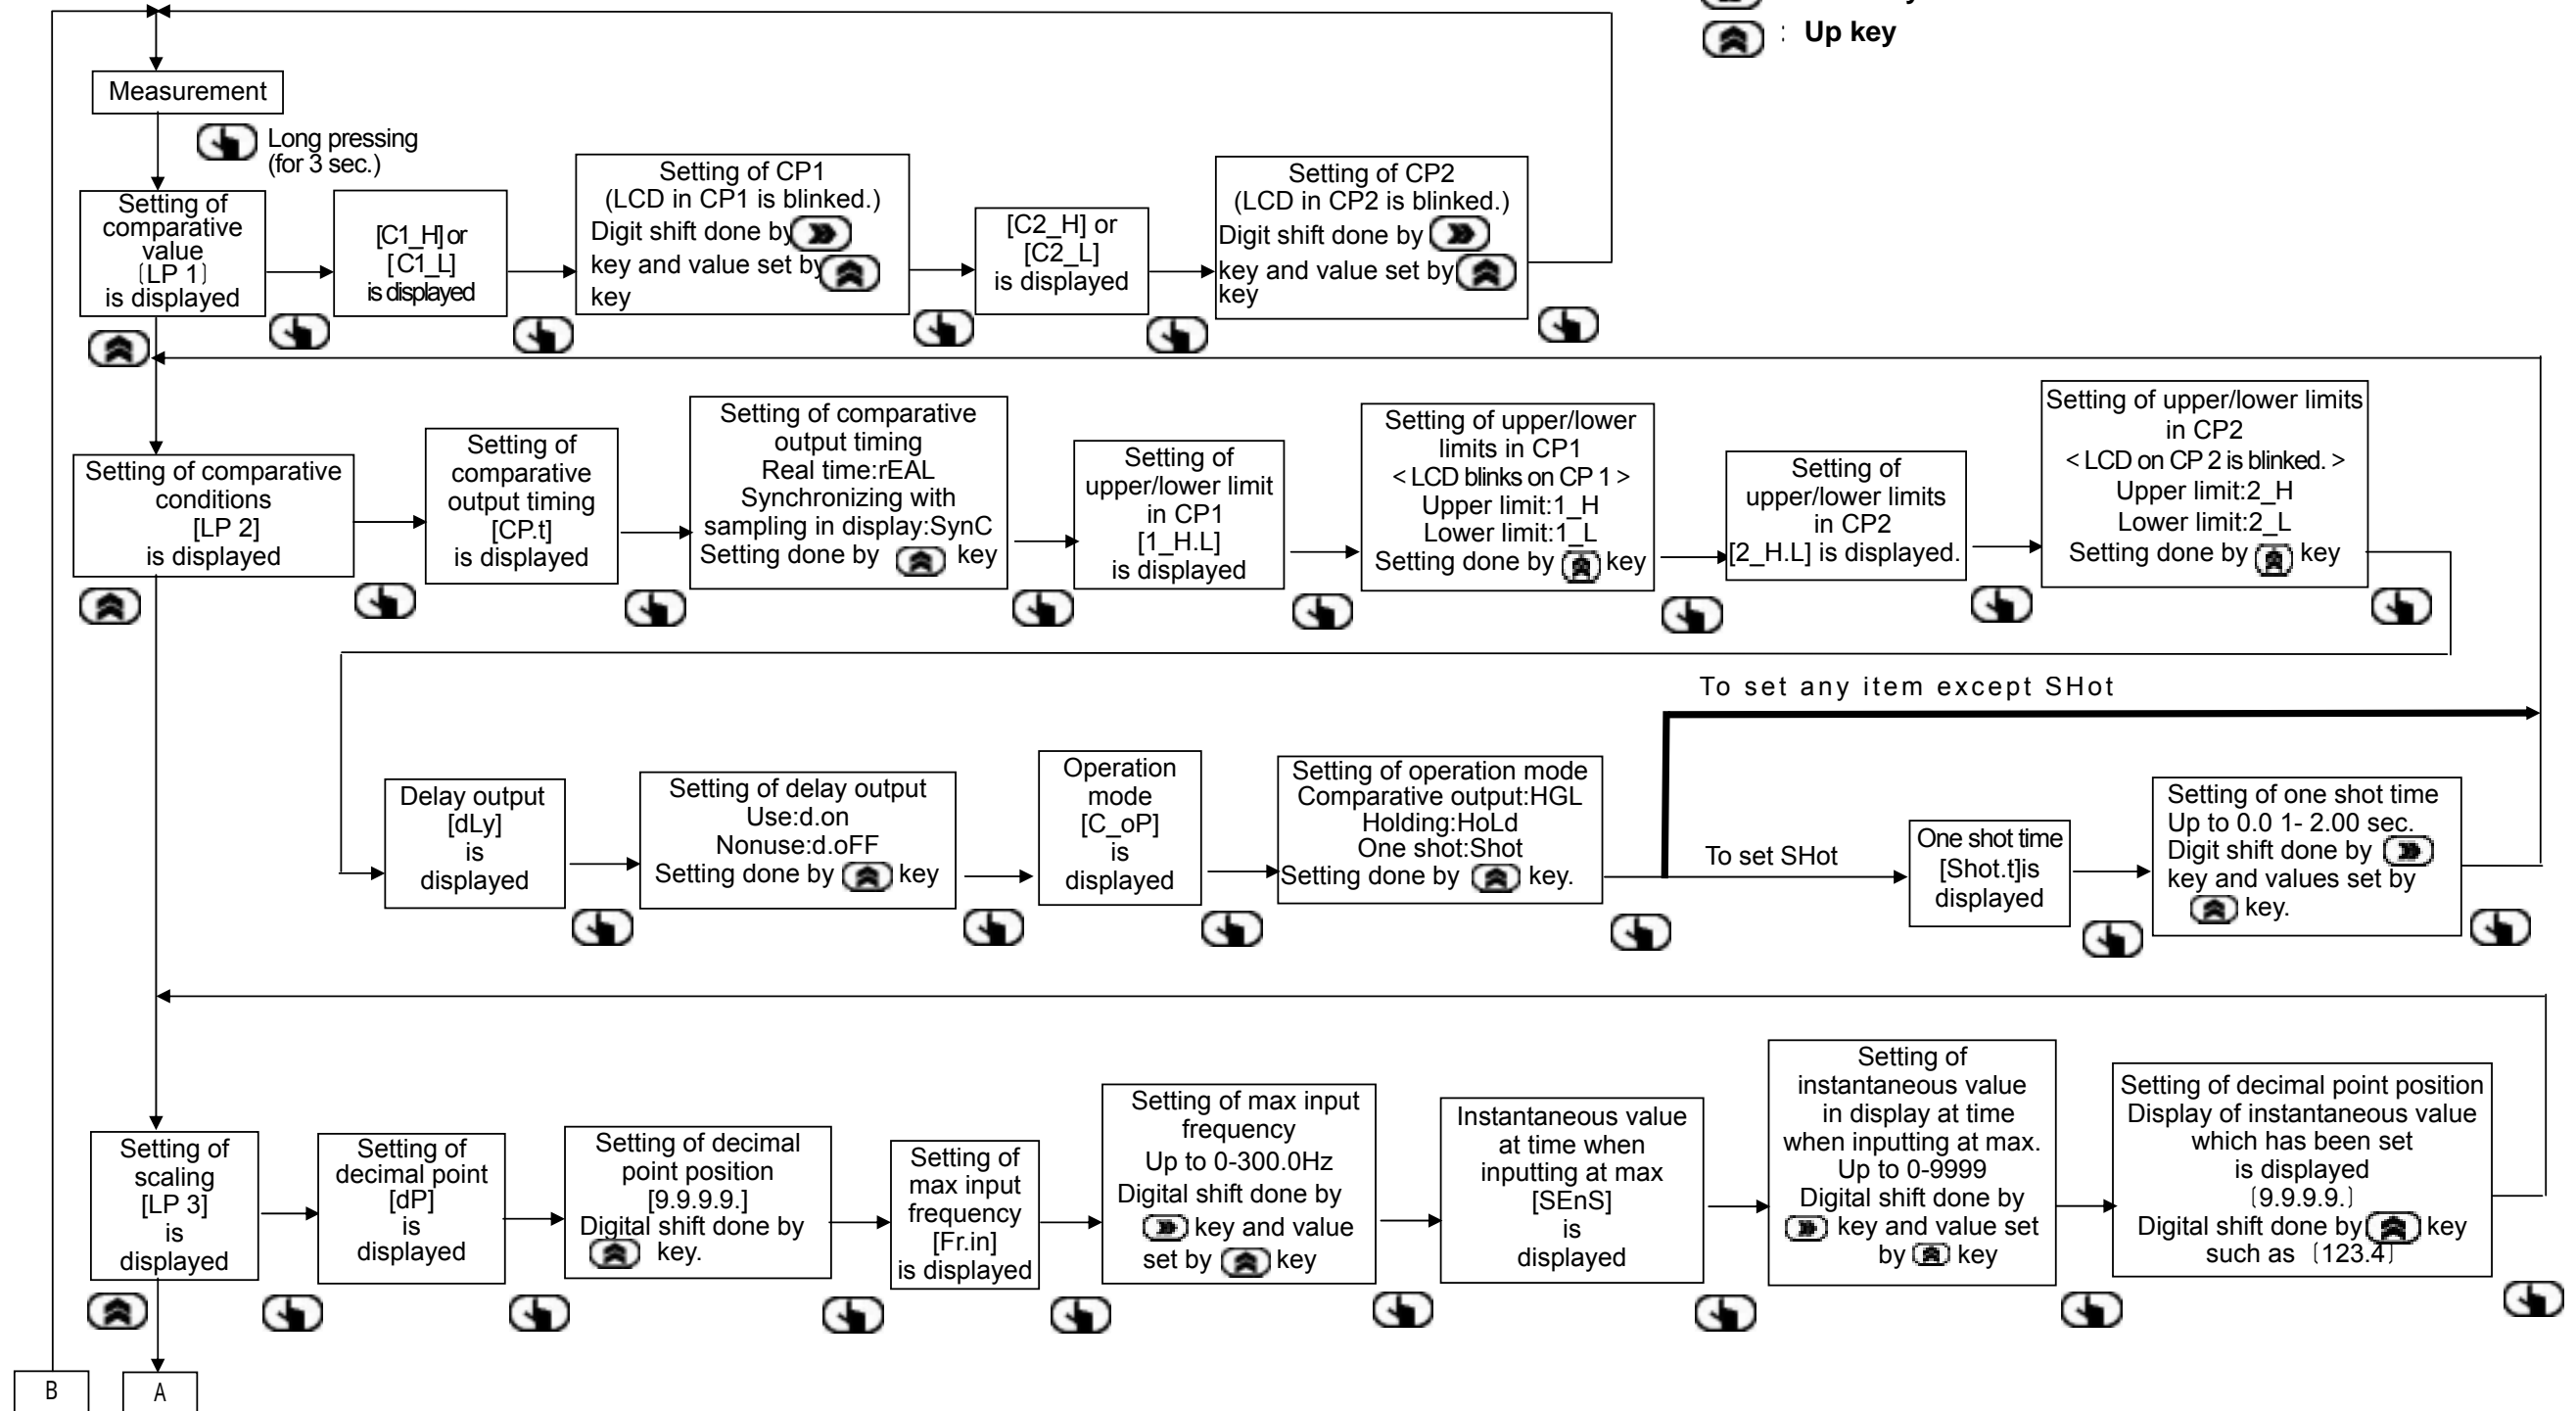 : Up key
Measurement
Long pressing
(for 3 sec.)
Setting of
comparative
value
[LP 1]
is displayed
[C1_H]or
[C1_L]
is displayed
Setting of CP1
(LCD in CP1 is blinked.)
Digit shift done by
key and value set by
key
[C2_H] or
[C2_L]
is displayed
Setting of CP2
(LCD in CP2 is blinked.)
Digit shift done by
key and value set by
key
Setting of comparative
conditions
[LP 2]
is displayed
Setting of
comparative
output timing
[CP.t]
is displayed
Setting of comparative
output timing
Real time:rEAL
Synchronizing with
sampling in display:SynC
Setting done by key
Setting of
upper/lower limit
in CP1
[1_H.L]
is displayed
Setting of upper/lower
limits in CP1
< LCD blinks on CP 1 >
Upper limit:1_H
Lower limit:1_L
Setting done by key
Setting of
upper/lower limits
in CP2
[2_H.L] is displayed.
Setting of upper/lower limits
in CP2
< LCD on CP 2 is blinked. >
Upper limit:2_H
Lower limit:2_L
Setting done by key
To set any item except SHot
Delay output
[dLy]
is
displayed
Setting of delay output
Use:d.on
Nonuse:d.oFF
Setting done by key
Operation
mode
[C_oP]
is
displayed
Setting of operation mode
Comparative output:HGL
Holding:HoLd
One shot:Shot
Setting done by key.
To set SHot
One shot time
[Shot.t]is
displayed
Setting of one shot time
Up to 0.0 1- 2.00 sec.
Digit shift done by
key and values set by
key.
Setting of
scaling
[LP 3]
is
displayed
Setting of
decimal point
[dP]
is
displayed
Setting of decimal
point position
[9.9.9.9.]
Digital shift done by
key.
Setting of
max input
frequency
[Fr.in]
is displayed
Setting of max input
frequency
Up to 0-300.0Hz
Digital shift done by
key and value
set by key
Instantaneous value
at time when
inputting at max
[SEnS]
is
displayed
Setting of
instantaneous value
in display at time
when inputting at max.
Up to 0-9999
Digital shift done by
key and value set
by key
Setting of decimal point position
Display of instantaneous value
which has been set
is displayed
[9.9.9.9.]
Digital shift done by key
such as [123.4]
B
A